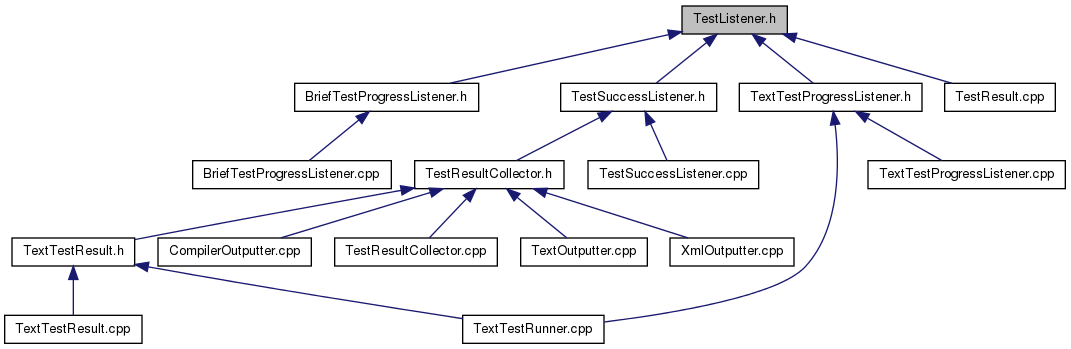 TestListener.h
BriefTestProgressListener.h
TestSuccessListener.h
TextTestProgressListener.h
TestResult.cpp
BriefTestProgressListener.cpp
TestResultCollector.h
TestSuccessListener.cpp
TextTestProgressListener.cpp
TextTestResult.h
CompilerOutputter.cpp
TestResultCollector.cpp
TextOutputter.cpp
XmlOutputter.cpp
TextTestResult.cpp
TextTestRunner.cpp